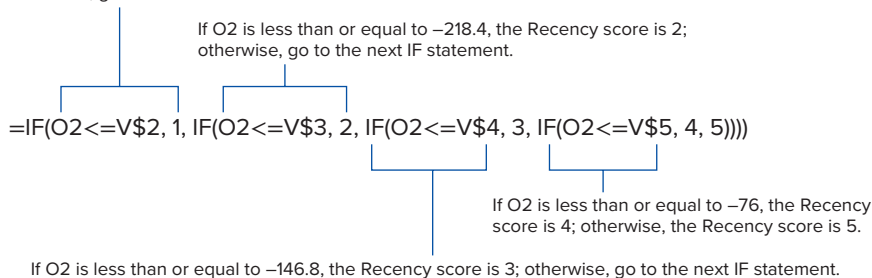 If O2 is less than or equal to –218.4, the Recency score is 2;
otherwise, go to the next IF statement.
=IF(O2<=V$2, 1, IF(O2<=V$3, 2, IF(O2<=V$4, 3, IF(O2<=V$5, 4, 5))))
If O2 is less than or equal to –76, the Recency
score is 4; otherwise, the Recency score is 5.
If O2 is less than or equal to –146.8, the Recency score is 3; otherwise, go to the next IF statement.